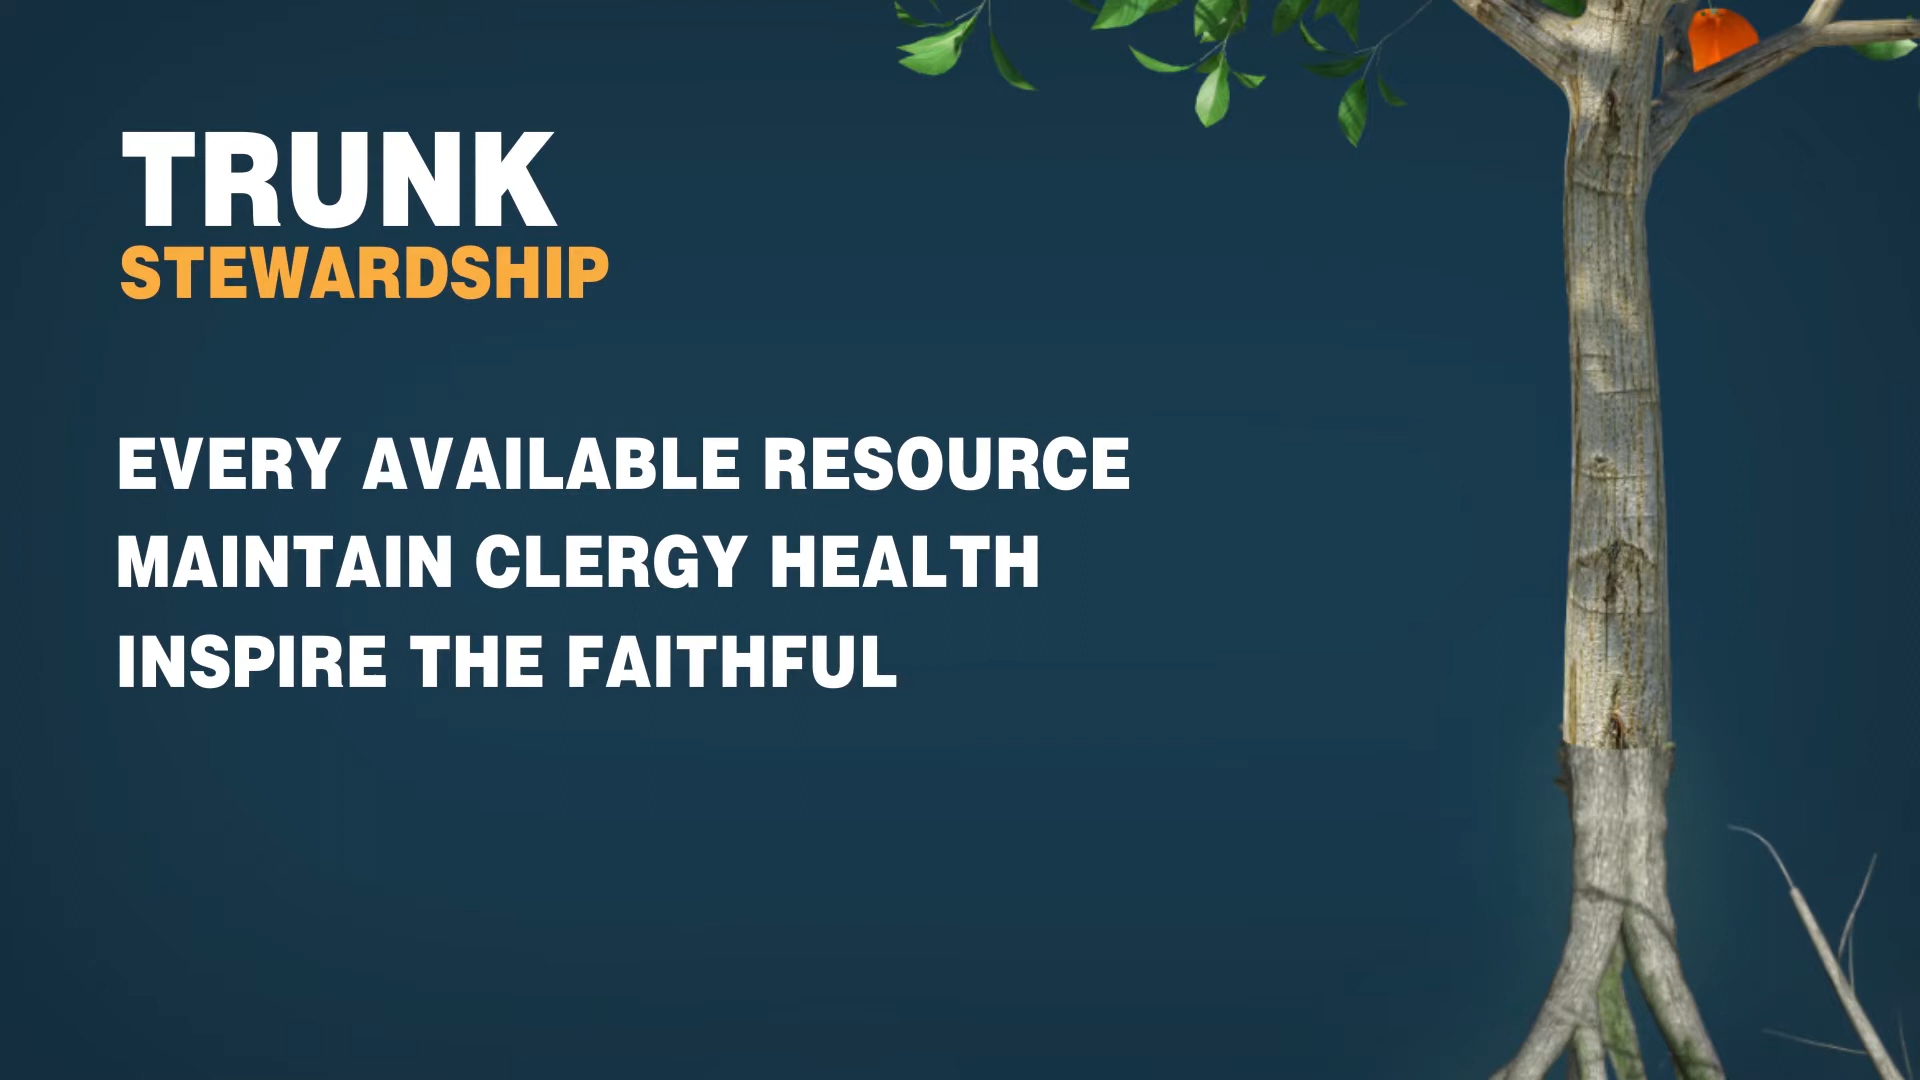 TRUNK
STEWARDSHIP
EVERY AVAILABLE RESOURCE
MAINTAIN CLERGY HEALTH
INSPIRE THE FAITHFUL